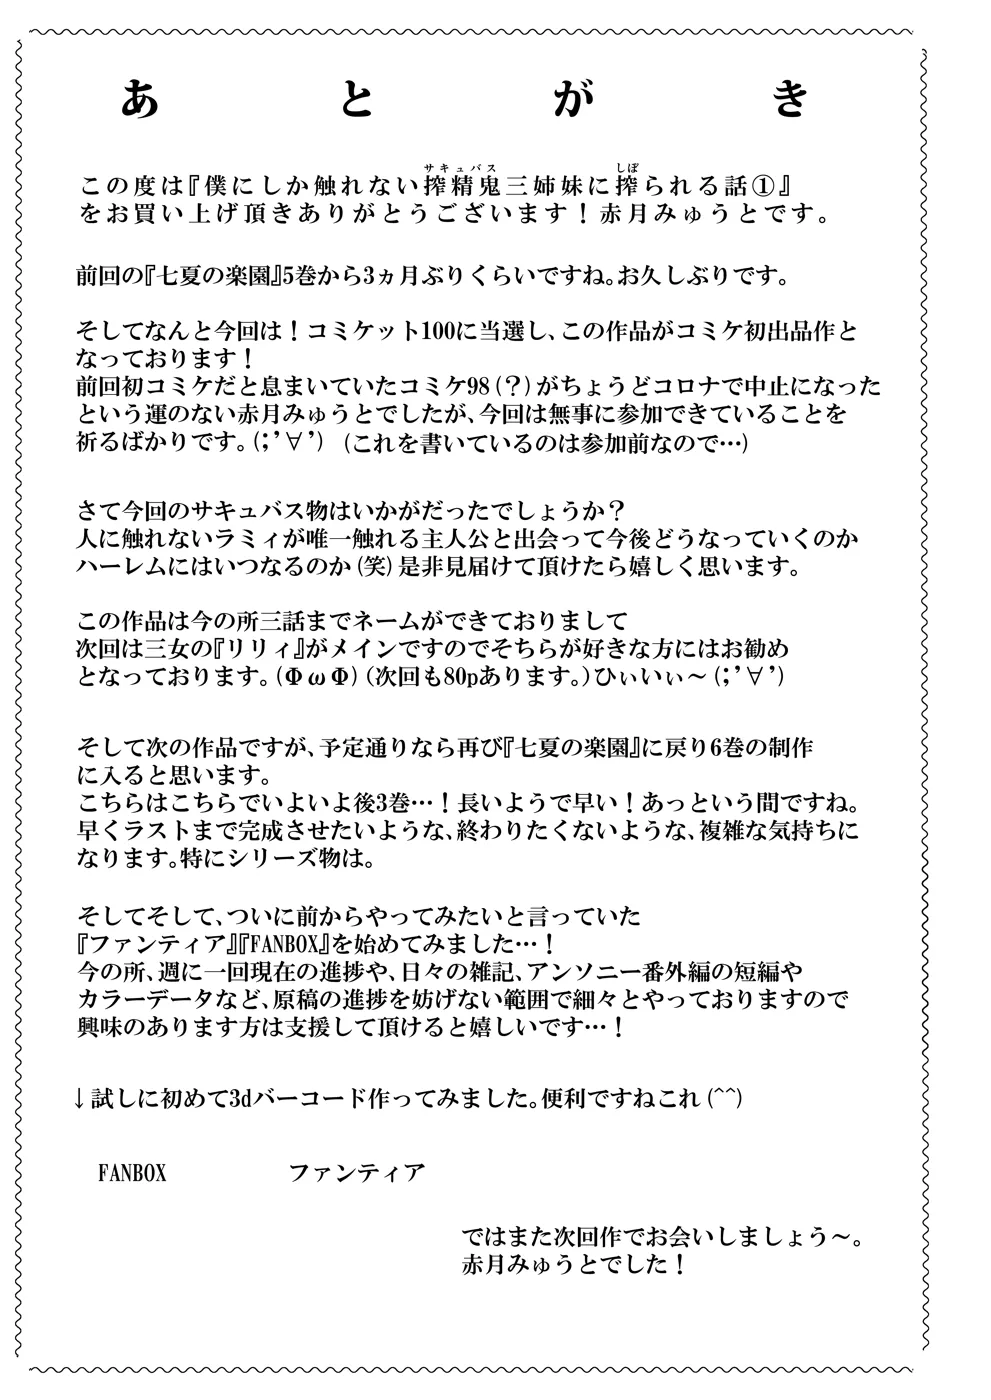 あとがき
サキュバス しぼ
この度は『僕にしか触れない搾精鬼三姉妹に搾られる話①』
をお買い上げ頂きありがとうございます！赤月みゅうとです。
前回の『七夏の楽園』5巻から3ヵ月ぶりくらいですね。お久しぶりです。
そしてなんと今回は！コミケット100に当選し、この作品がコミケ初出品作と
なっております！
前回初コミケだと息まいていたコミケ98(？)がちょうどコロナで中止になった
という運のない赤月みゅうとでしたが、今回は無事に参加できていることを
祈るばかりです。(;'∀')　(これを書いているのは参加前なので…)
さて今回のサキュバス物はいかがだったでしょうか？
人に触れないラミィが唯一触れる主人公と出会って今後どうなっていくのか
ハーレムにはいつなるのか(笑)是非見届けて頂けたら嬉しく思います。
この作品は今の所三話までネームができておりまして
次回は三女の『リリィ』がメインですのでそちらが好きな方にはお勧め
となっております。(ΦωΦ)(次回も80pあります。)ひぃいぃ～(;'∀')
そして次の作品ですが、予定通りなら再び『七夏の楽園』に戻り6巻の制作
に入ると思います。
こちらはこちらでいよいよ後3巻…！長いようで早い！あっという間ですね。
早くラストまで完成させたいような、終わりたくないような、複雑な気持ちに
なります。特にシリーズ物は。
そしてそして、ついに前からやってみたいと言っていた
『ファンティア』『FANBOX』を始めてみました…！
今の所、週に一回現在の進捗や、日々の雑記、アンソニー番外編の短編や
カラーデータなど、原稿の進捗を妨げない範囲で細々とやっておりますので
興味のあります方は支援して頂けると嬉しいです…！
↓試しに初めて3dバーコード作ってみました。便利ですねこれ(^^)
FANBOX　ファンティア
ではまた次回作でお会いしましょう～。
赤月みゅうとでした！